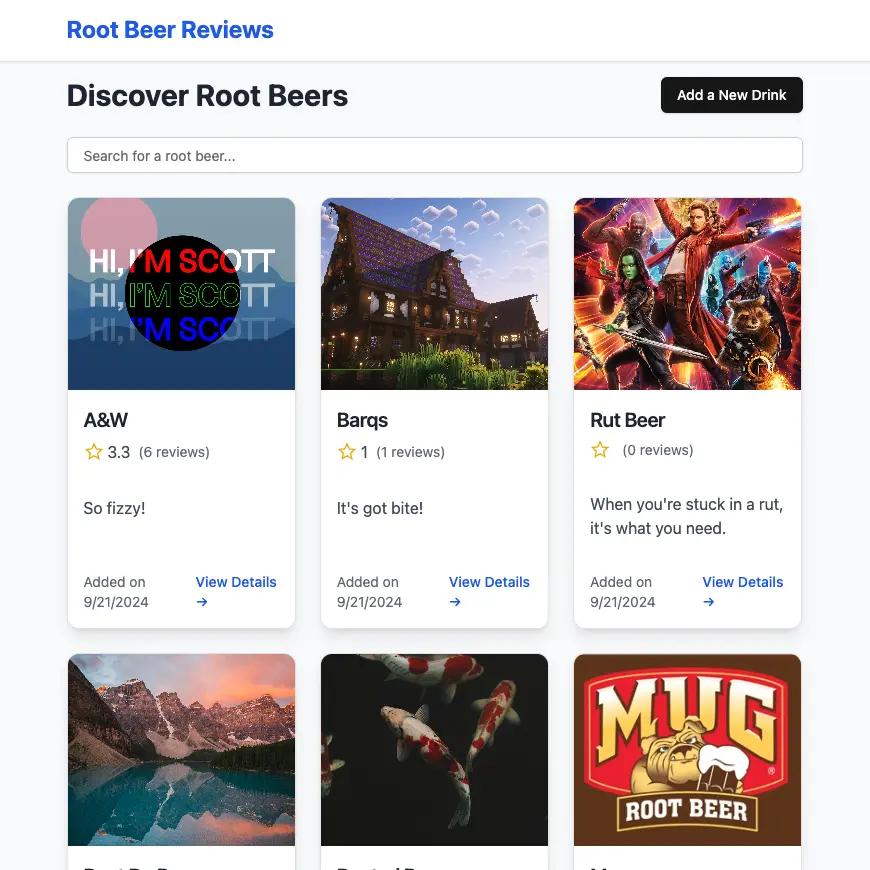 Root Beer Reviews
Discover Root Beers
Add a New Drink
Search for a root beer...
HI, I'M SCOTT
HI, I'M SCOTT
HI, I'M SCOTT
A&W
3.3 (6 reviews)
So fizzy!
Added on
9/21/2024
View Details
→
Barqs
1 (1 reviews)
It's got bite!
Added on
9/21/2024
View Details
→
Rut Beer
(0 reviews)
When you're stuck in a rut,
it's what you need.
Added on
9/21/2024
View Details
→
MUG
®
ROOT BEER